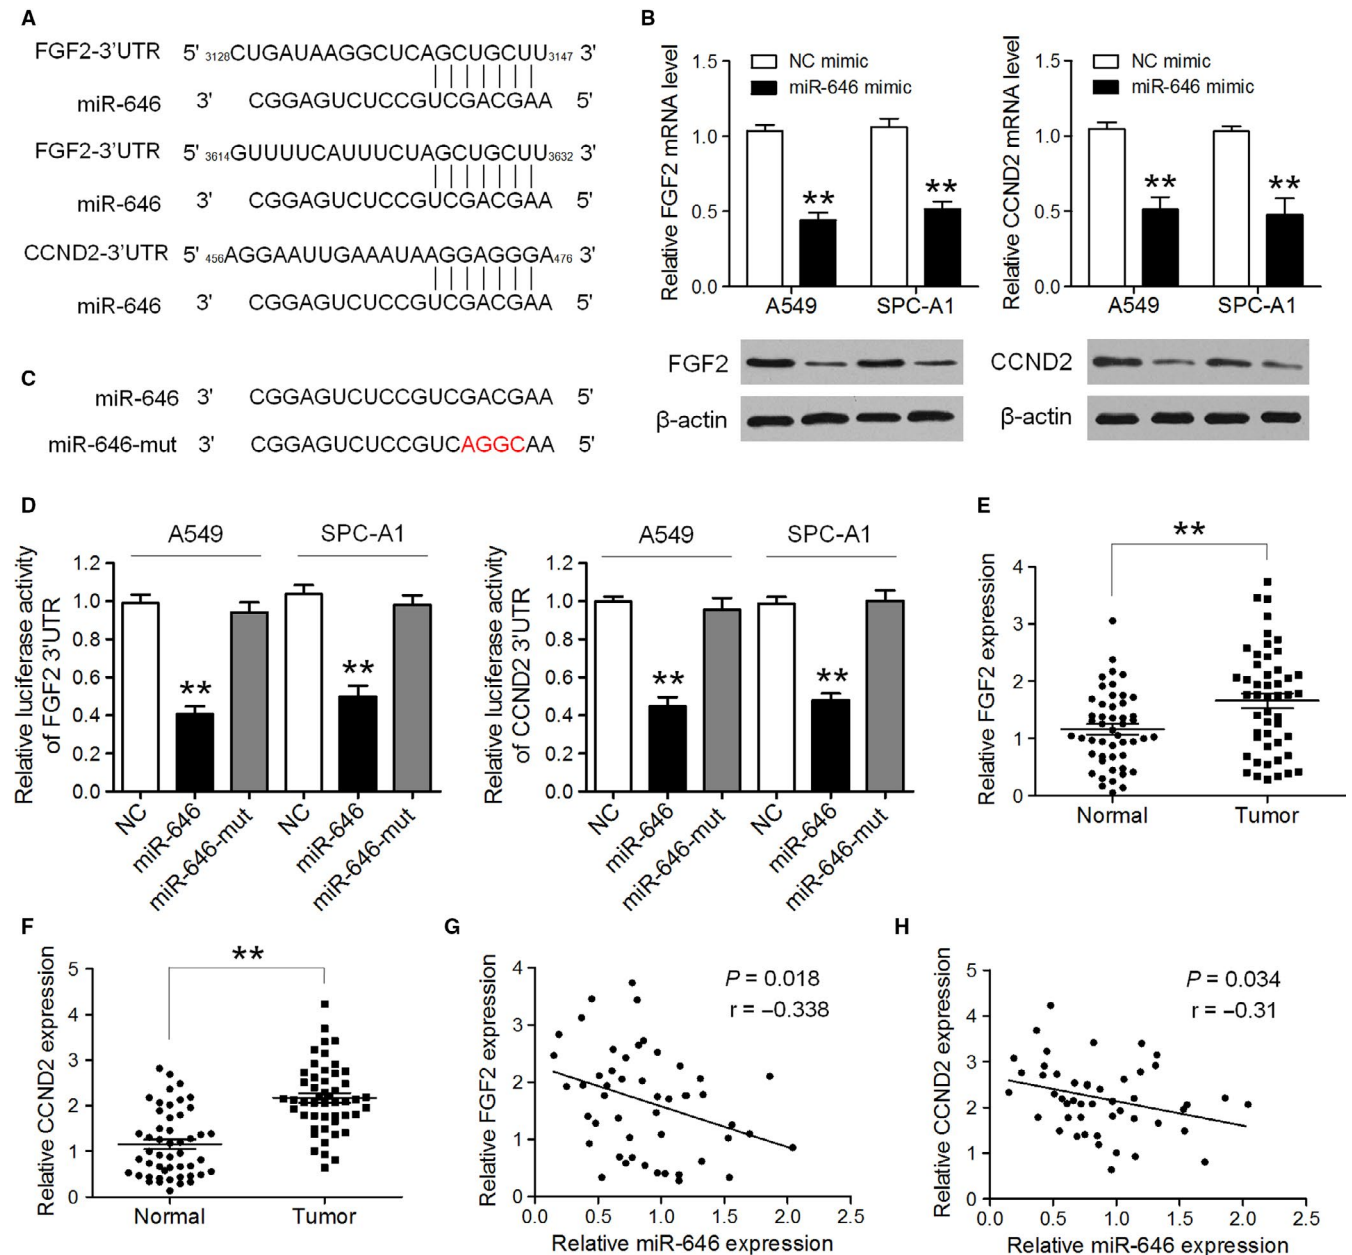 A
FGF2-3'UTR 5' 3128CUGAUAAGGCUCAGCUGCUU3147 3'
miR-646 3' CGGAGUCUCCGUCGACGAA 5'
FGF2-3'UTR 5' 3614GUUUUCAUUUCUAGCUGCUU3632 3'
miR-646 3' CGGAGUCUCCGUCGACGAA 5'
CCND2-3'UTR 5' 456AGGAAUUGAAAUAAGGAGGGA476 3'
miR-646 3' CGGAGUCUCCGUCGACGAA 5'
B
Relative FGF2 mRNA level
1.5
1.0
0.5
0.0
NC mimic
miR-646 mimic
** **
A549 SPC-A1
FGF2
β-actin
Relative CCND2 mRNA level
1.5
1.0
0.5
0.0
NC mimic
miR-646 mimic
** **
A549 SPC-A1
CCND2
β-actin
C
miR-646 3' CGGAGUCUCCGUCGACGAA 5'
miR-646-mut 3' CGGAGUCUCCGUCAGGCAA 5'
D
Relative luciferase activity
of FGF2 3'UTR
A549 SPC-A1
1.2
1.0
0.8
0.6
0.4
0.2
0.0
** **
NC miR-646 miR-646-mut NC miR-646 miR-646-mut
Relative luciferase activity
of CCND2 3'UTR
A549 SPC-A1
1.2
1.0
0.8
0.6
0.4
0.2
0.0
** **
NC miR-646 miR-646-mut NC miR-646 miR-646-mut
E
Relative FGF2 expression
**
4
3
2
1
0
Normal Tumor
F
Relative CCND2 expression
**
5
4
3
2
1
0
Normal Tumor
G
Relative FGF2 expression
4
3
2
1
0
P = 0.018
r = –0.338
0.0 0.5 1.0 1.5 2.0 2.5
Relative miR-646 expression
H
Relative CCND2 expression
5
4
3
2
1
0
P = 0.034
r = –0.31
0.0 0.5 1.0 1.5 2.0 2.5
Relative miR-646 expression